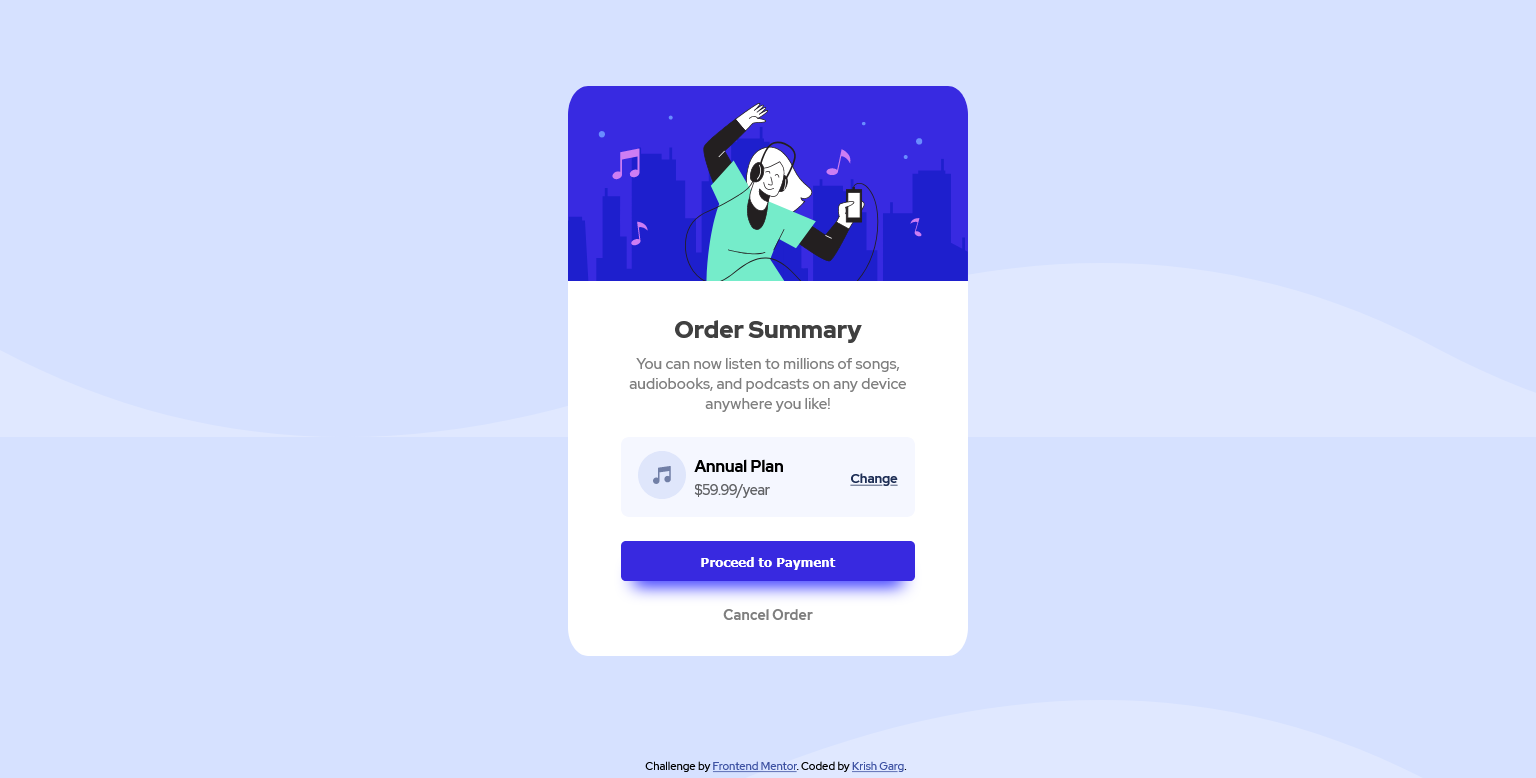 Order Summary
You can now listen to millions of songs,
audiobooks, and podcasts on any device
anywhere you like!
Annual Plan
$59.99/year
Change
Proceed to Payment
Cancel Order
Challenge by Frontend Mentor. Coded by Krish Garg.